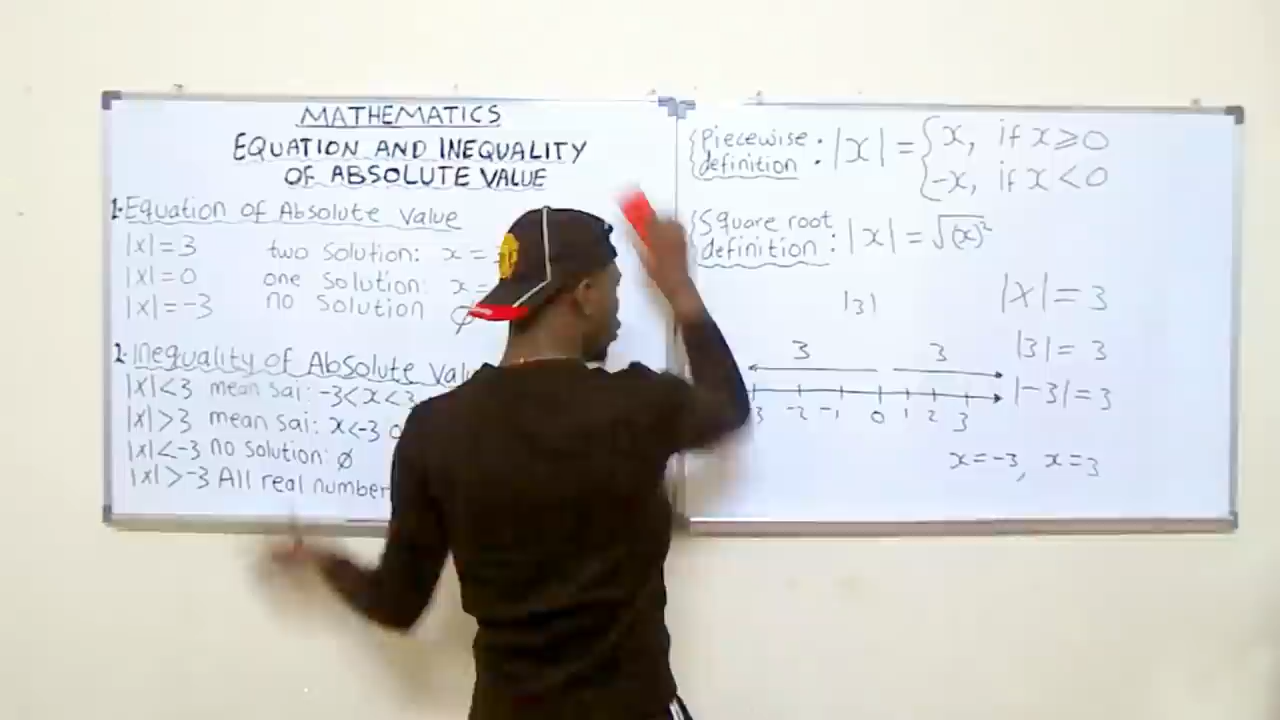 MATHEMATICS
EQUATION AND INEQUALITY
OF ABSOLUTE VALUE
1. Equation of Absolute Value
|x|=3 two solution: x=
|x|=0 one solution: x=
|x|=-3 no solution ∅
2. Inequality of Absolute
|x|<3 mean sai: -3<x<3
|x|>3 mean sai: x<-3
|x|<-3 no solution: ∅
|x|>-3 All real number
Piecewise definition: |x| = { x, if x ⩾ 0
-x, if x < 0
Square root definition: |x| = √(x)²
|3|
|x| = 3
3 3
|3| = 3
|-3| = 3
3 -2 -1 0 1 2 3
x=-3, x=3